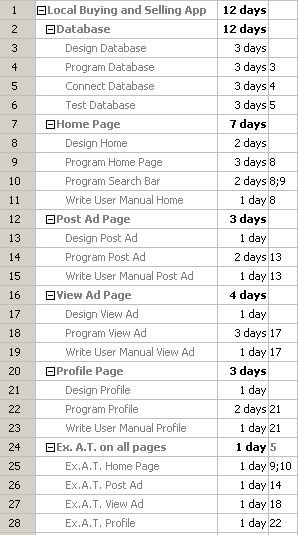 1 Local Buying and Selling App 12 days
2 Database 12 days
3 Design Database 3 days
4 Program Database 3 days 3
5 Connect Database 3 days 4
6 Test Database 3 days 5
7 Home Page 7 days
8 Design Home 2 days
9 Program Home Page 3 days 8
10 Program Search Bar 2 days 8;9
11 Write User Manual Home 1 day 8
12 Post Ad Page 3 days
13 Design Post Ad 1 day
14 Program Post Ad 2 days 13
15 Write User Manual Post Ad 1 day 13
16 View Ad Page 4 days
17 Design View Ad 1 day
18 Program View Ad 3 days 17
19 Write User Manual View Ad 1 day 17
20 Profile Page 3 days
21 Design Profile 1 day
22 Program Profile 2 days 21
23 Write User Manual Profile 1 day 21
24 Ex. A.T. on all pages 1 day 5
25 Ex.A.T. Home Page 1 day 9;10
26 Ex.A.T. Post Ad 1 day 14
27 Ex.A.T. View Ad 1 day 18
28 Ex.A.T. Profile 1 day 22